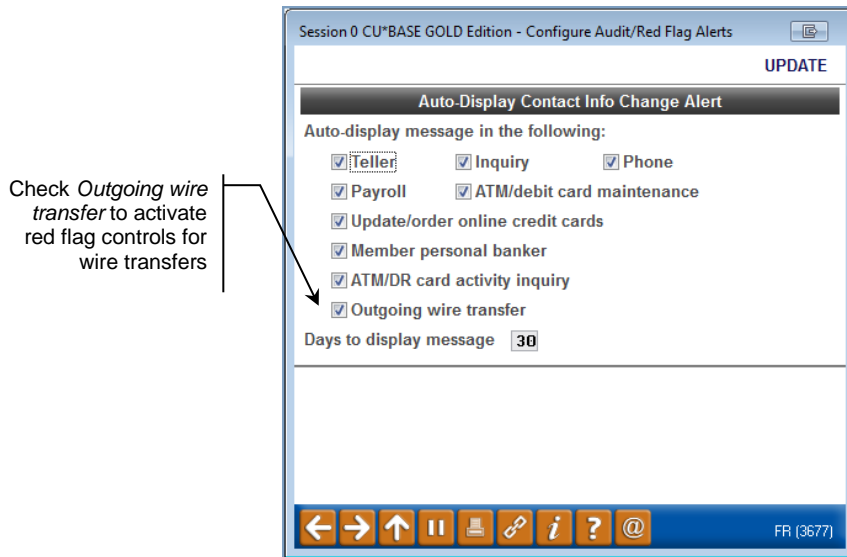 Session 0 CU*BASE GOLD Edition - Configure Audit/Red Flag Alerts
UPDATE
Auto-Display Contact Info Change Alert
Auto-display message in the following:
Teller Inquiry Phone
Payroll ATM/debit card maintenance
Update/order online credit cards
Member personal banker
ATM/DR card activity inquiry
Outgoing wire transfer
Days to display message 30
Check Outgoing wire
transfer to activate
red flag controls for
wire transfers
i ? @
FR (3677)